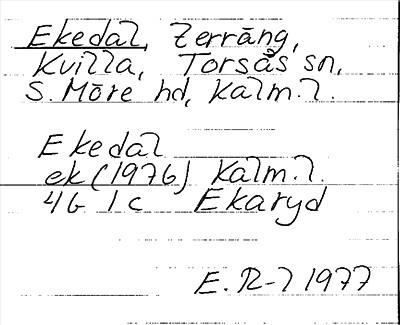 Ekedal, Terräng,
Kvilla, Torsås sn,
S. Möre hd, Kalm. l.
Ekedal
ek (1976) Kalm. l.
4G 1c Ekaryd
E. R-l 1977